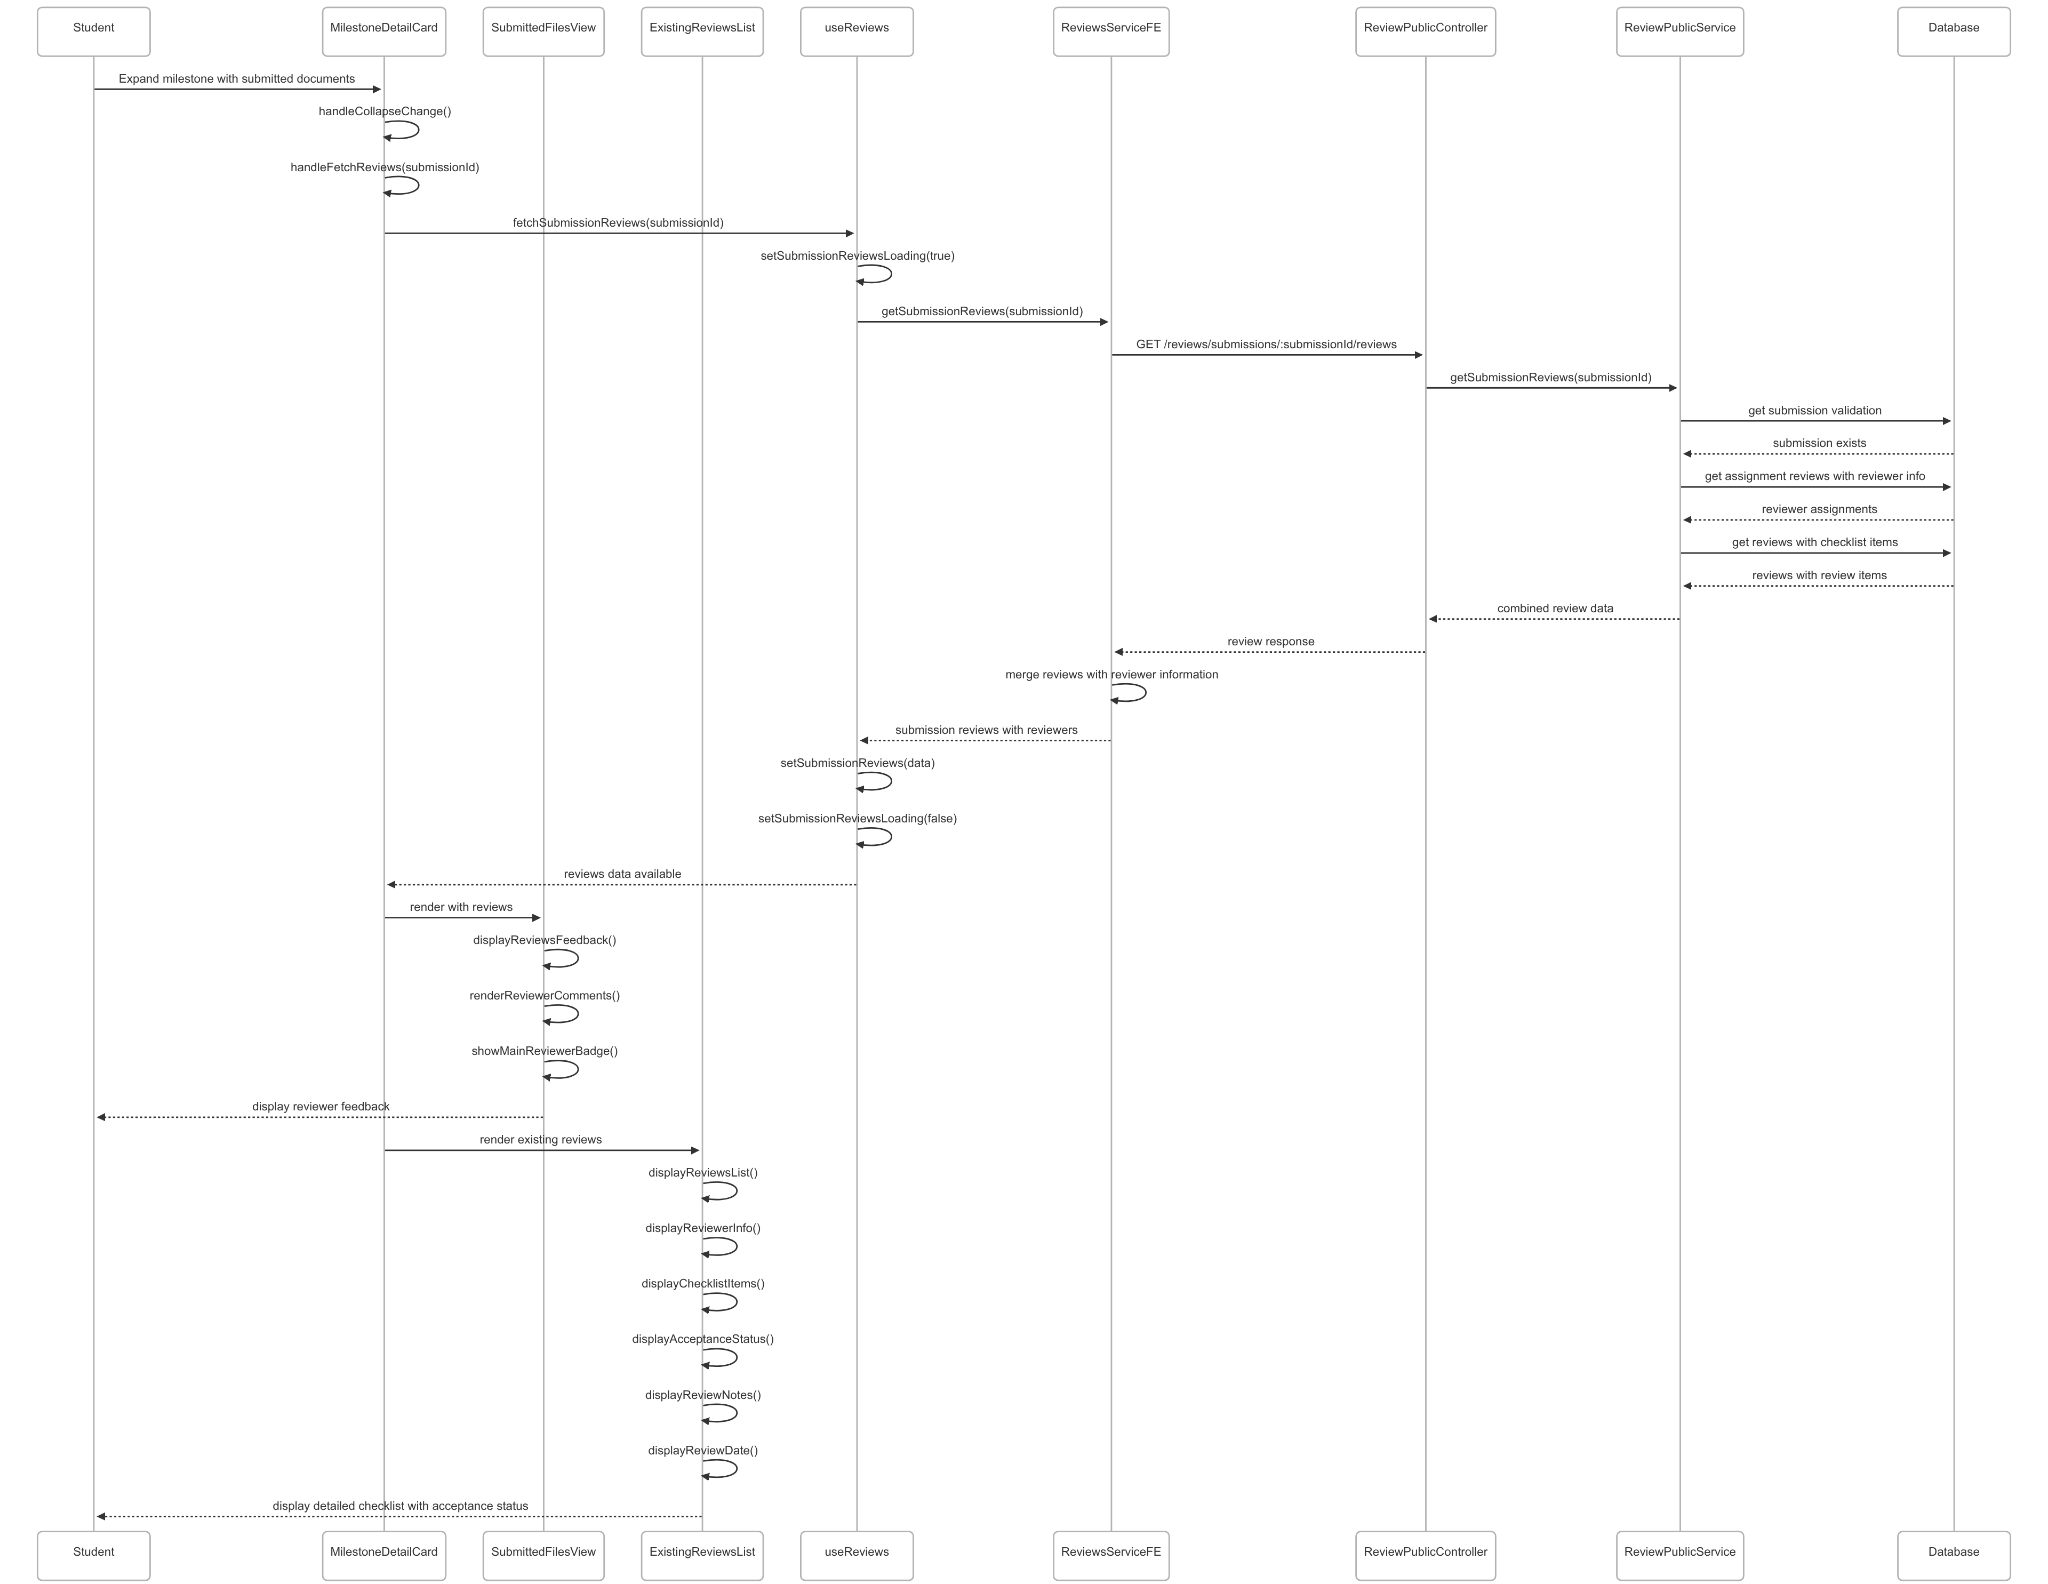 Student
MilestoneDetailCard
SubmittedFilesView
ExistingReviewsList
useReviews
ReviewsServiceFE
ReviewPublicController
ReviewPublicService
Database
Expand milestone with submitted documents
handleCollapseChange()
handleFetchReviews(submissionId)
fetchSubmissionReviews(submissionId)
setSubmissionReviewsLoading(true)
getSubmissionReviews(submissionId)
GET /reviews/submissions/:submissionId/reviews
getSubmissionReviews(submissionId)
get submission validation
submission exists
get assignment reviews with reviewer info
reviewer assignments
get reviews with checklist items
reviews with review items
combined review data
review response
merge reviews with reviewer information
submission reviews with reviewers
setSubmissionReviews(data)
setSubmissionReviewsLoading(false)
reviews data available
render with reviews
displayReviewsFeedback()
renderReviewerComments()
showMainReviewerBadge()
display reviewer feedback
render existing reviews
displayReviewsList()
displayReviewerInfo()
displayChecklistItems()
displayAcceptanceStatus()
displayReviewNotes()
displayReviewDate()
display detailed checklist with acceptance status
Student
MilestoneDetailCard
SubmittedFilesView
ExistingReviewsList
useReviews
ReviewsServiceFE
ReviewPublicController
ReviewPublicService
Database